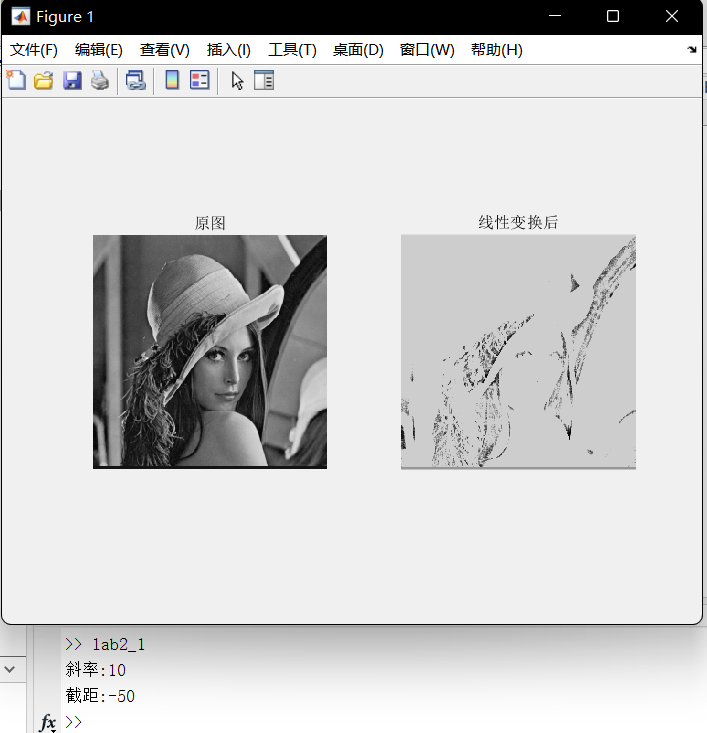 Figure 1
文件(F) 编辑(E) 查看(V) 插入(I) 工具(T) 桌面(D) 窗口(W) 帮助(H)
原图 线性变换后
>> lab2_1
斜率:10
截距:-50
fx >>